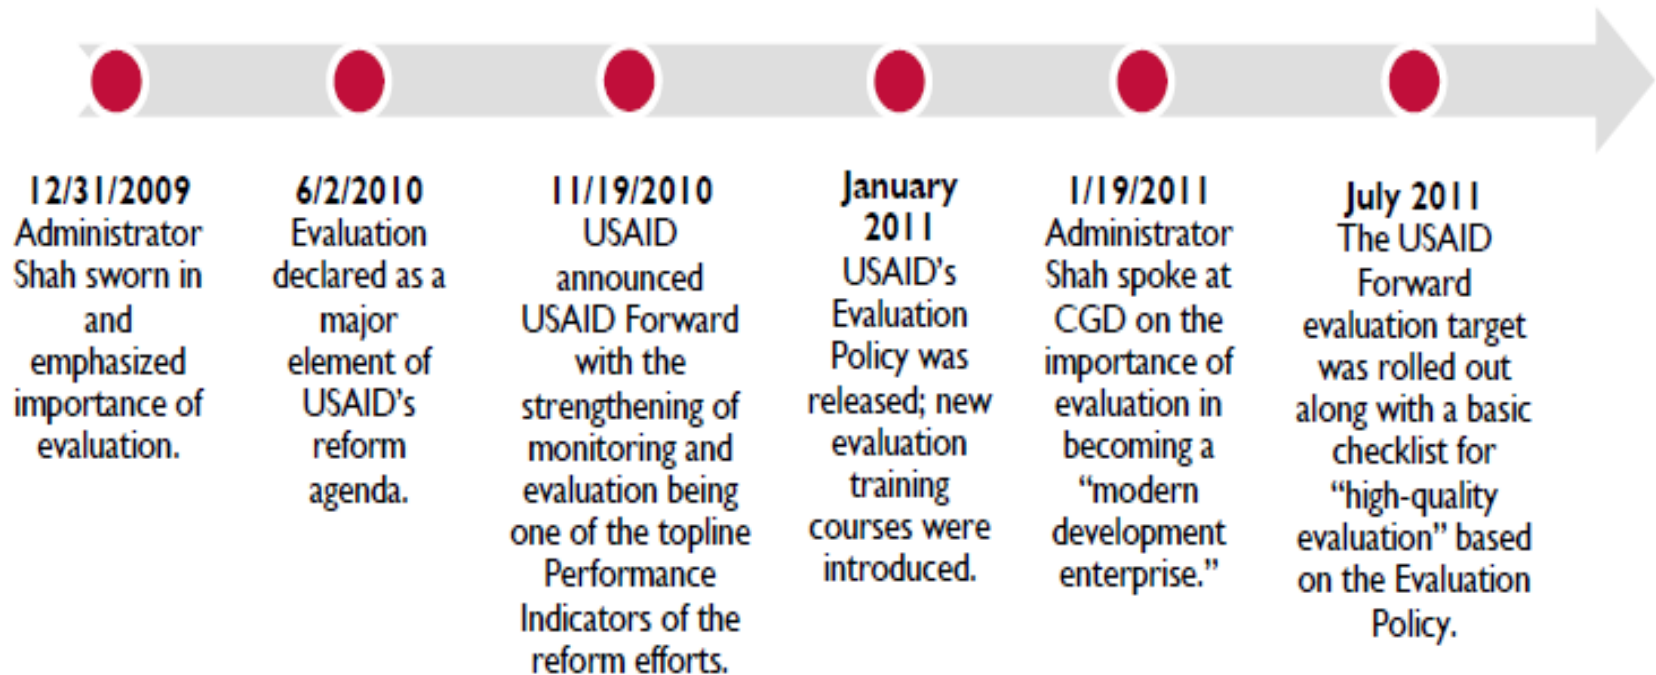 12/31/2009
Administrator
Shah sworn in
and
emphasized
importance of
evaluation.
6/2/2010
Evaluation
declared as a
major
element of
USAID's
reform
agenda.
11/19/2010
USAID
announced
USAID Forward
with the
strengthening of
monitoring and
evaluation being
one of the topline
Performance
Indicators of the
reform efforts.
January
2011
USAID's
Evaluation
Policy was
released; new
evaluation
training
courses were
introduced.
1/19/2011
Administrator
Shah spoke at
CGD on the
importance of
evaluation in
becoming a
“modern
development
enterprise.”
July 2011
The USAID
Forward
evaluation target
was rolled out
along with a basic
checklist for
“high-quality
evaluation” based
on the Evaluation
Policy.